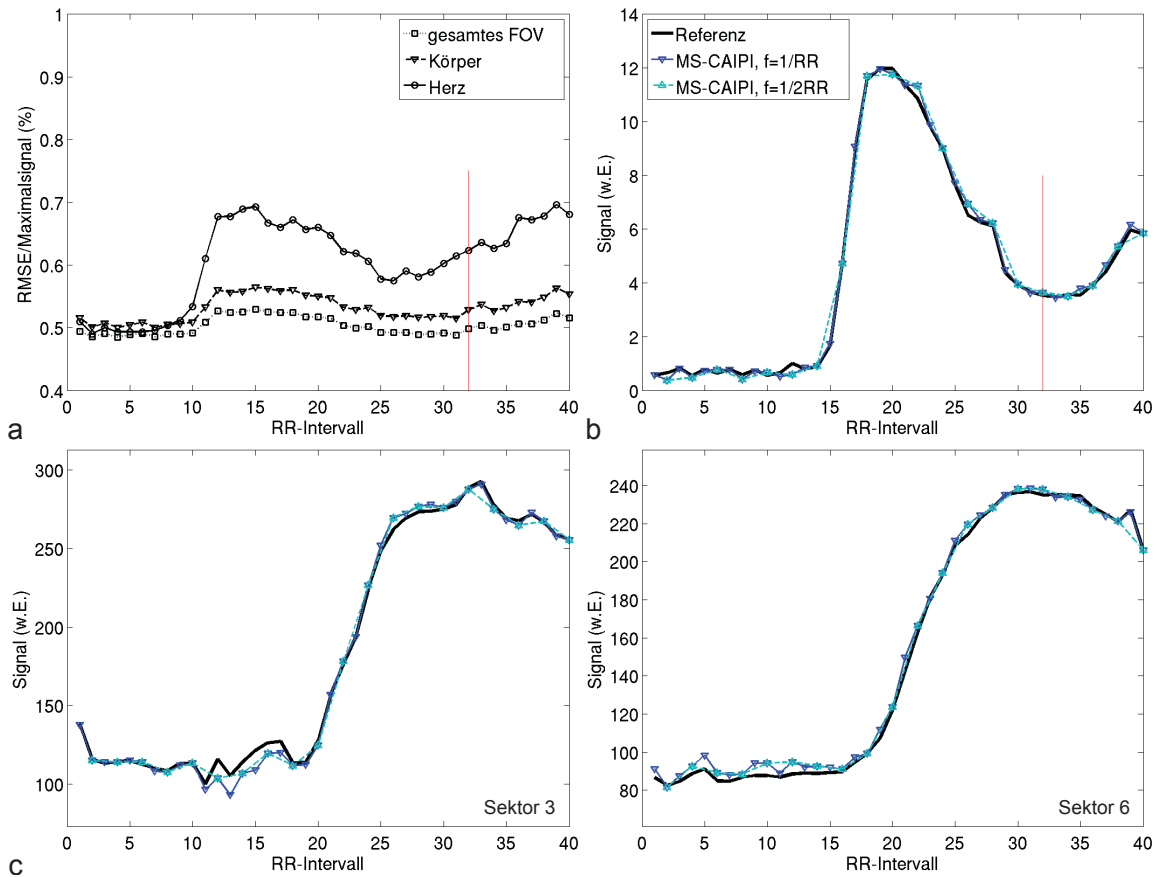 1
0.9
0.8
0.7
0.6
0.5
0.4
RMSE/Maximalsignal (%)
gesamtes FOV
Körper
Herz
0 5 10 15 20 25 30 35 40
RR-Intervall
a
14
12
10
8
6
4
2
0
Signal (w.E.)
Referenz
MS-CAIPI, f=1/RR
MS-CAIPI, f=1/2RR
0 5 10 15 20 25 30 35 40
RR-Intervall
b
300
250
200
150
100
Signal (w.E.)
Sektor 3
0 5 10 15 20 25 30 35 40
RR-Intervall
c
240
220
200
180
160
140
120
100
80
Signal (w.E.)
Sektor 6
0 5 10 15 20 25 30 35 40
RR-Intervall